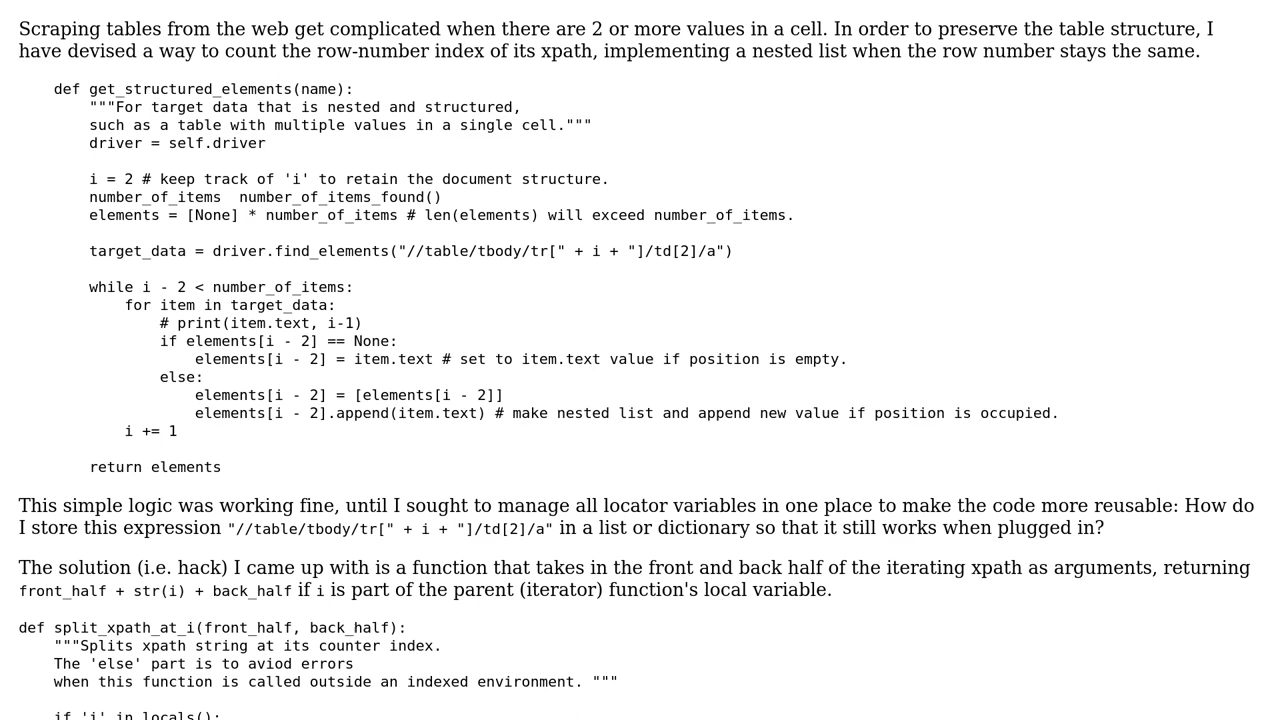 Scraping tables from the web get complicated when there are 2 or more values in a cell. In order to preserve the table structure, I
have devised a way to count the row-number index of its xpath, implementing a nested list when the row number stays the same.
def get_structured_elements(name):
"""For target data that is nested and structured,
such as a table with multiple values in a single cell."""
driver = self.driver
i = 2 # keep track of 'i' to retain the document structure.
number_of_items  number_of_items_found()
elements = [None] * number_of_items # len(elements) will exceed number_of_items.
target_data = driver.find_elements("//table/tbody/tr[" + i + "]/td[2]/a")
while i - 2 < number_of_items:
for item in target_data:
# print(item.text, i-1)
if elements[i - 2] == None:
elements[i - 2] = item.text # set to item.text value if position is empty.
else:
elements[i - 2] = [elements[i - 2]]
elements[i - 2].append(item.text) # make nested list and append new value if position is occupied.
i += 1
return elements
This simple logic was working fine, until I sought to manage all locator variables in one place to make the code more reusable: How do
I store this expression "//table/tbody/tr[" + i + "]/td[2]/a" in a list or dictionary so that it still works when plugged in?
The solution (i.e. hack) I came up with is a function that takes in the front and back half of the iterating xpath as arguments, returning
front_half + str(i) + back_half if i is part of the parent (iterator) function's local variable.
def split_xpath_at_i(front_half, back_half):
"""Splits xpath string at its counter index.
The 'else' part is to aviod errors
when this function is called outside an indexed environment. """
if 'i' in locals():